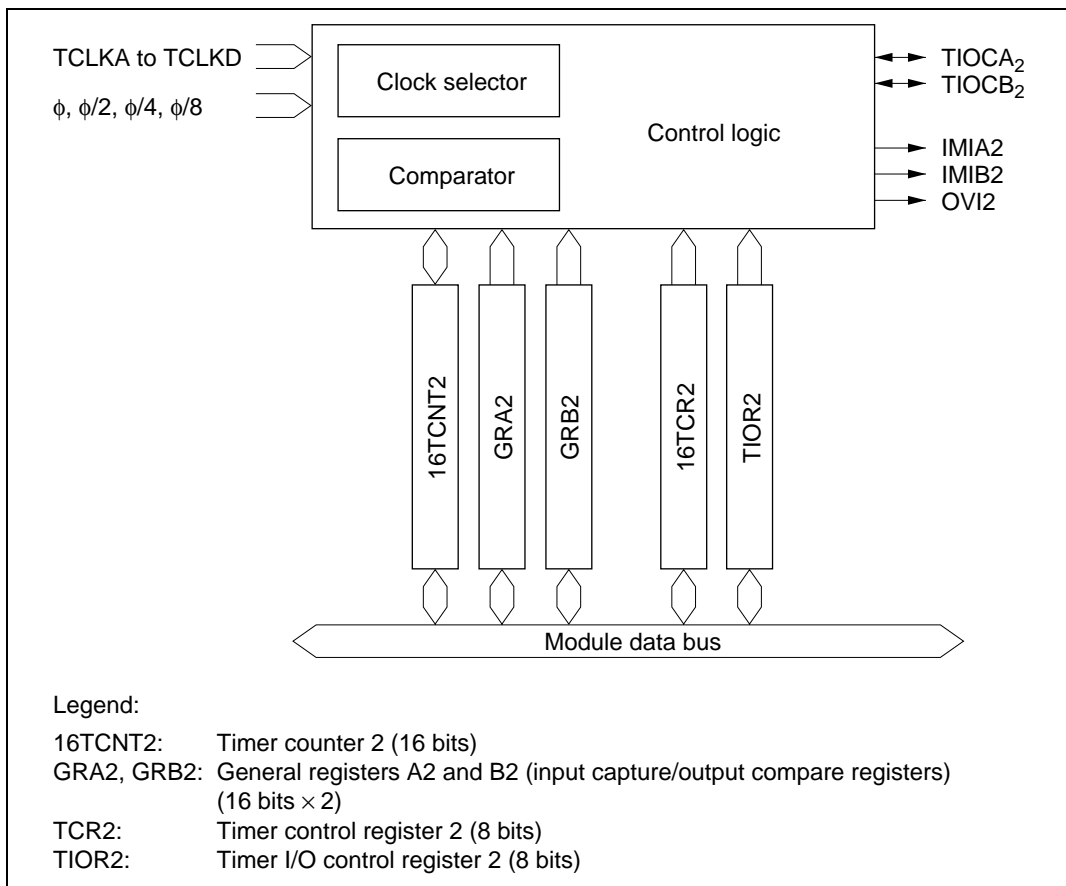 TCLKA to TCLKD
ϕ, ϕ/2, ϕ/4, ϕ/8
Clock selector
Comparator
Control logic
TIOCA₂
TIOCB₂
IMIA2
IMIB2
OVI2
16TCNT2
GRA2
GRB2
16TCR2
TIOR2
Module data bus
Legend:
16TCNT2: Timer counter 2 (16 bits)
GRA2, GRB2: General registers A2 and B2 (input capture/output compare registers)
(16 bits × 2)
TCR2: Timer control register 2 (8 bits)
TIOR2: Timer I/O control register 2 (8 bits)